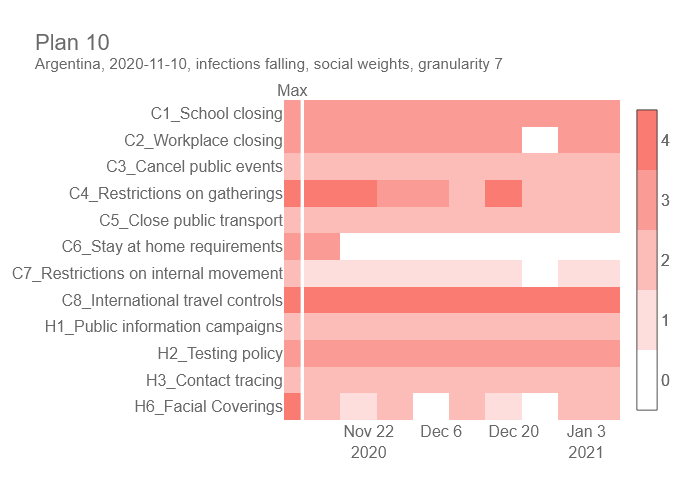 Plan 10
Argentina, 2020-11-10, infections falling, social weights, granularity 7
Max
C1_School closing
C2_Workplace closing
C3_Cancel public events
C4_Restrictions on gatherings
C5_Close public transport
C6_Stay at home requirements
C7_Restrictions on internal movement
C8_International travel controls
H1_Public information campaigns
H2_Testing policy
H3_Contact tracing
H6_Facial Coverings
4
3
2
1
0
Nov 22 Dec 6 Dec 20 Jan 3
2020 2021